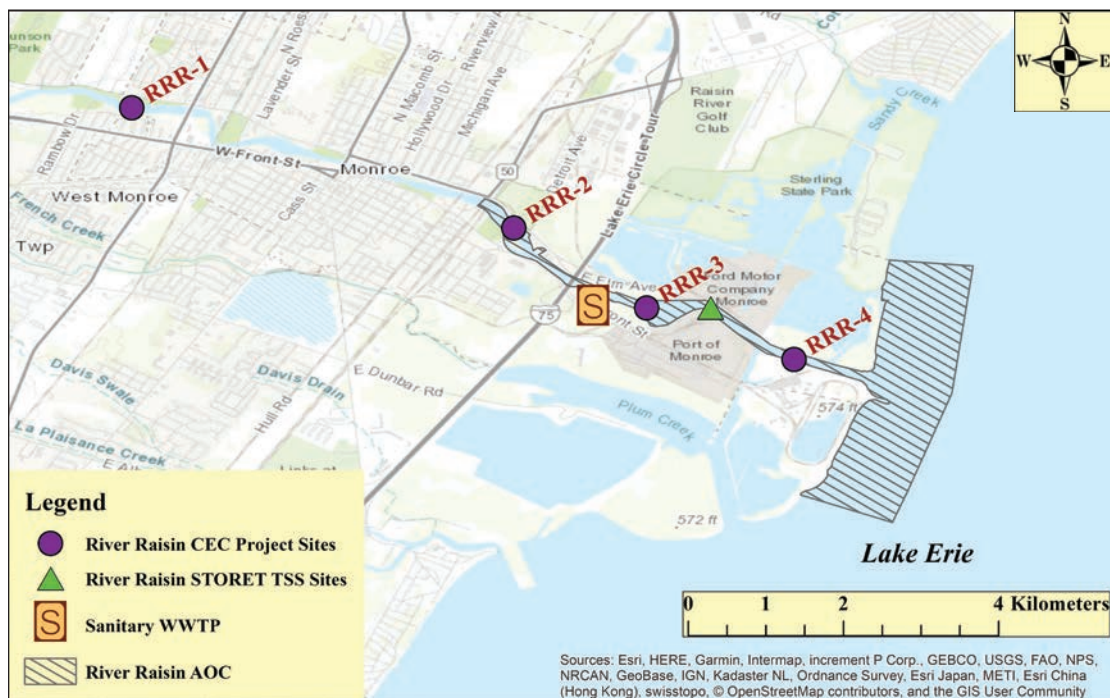 unson
Park
RRR-1
Rambow Dr
W-Front-St
Lavender St
N Roess
N Macomb St
Hollywood Dr
Riverview Ave
Michigan Ave
Monroe
West Monroe
Cass St
French Creek
Twp
50
Detroit Ave
Lake Erie Circle Tour
Raisin
River
Golf
Club
Rd
Sandy Creek
Sterling
State Park
N
W E
S
RRR-2
E Elm Ave
RRR-3
Ford Motor
Company
Monroe
S
75
Front St
Port of
Monroe
RRR-4
574 ft
Davis Swale
Davis Drain
E Dunbar Rd
Hull Rd
Plum Creek
La Plaisance Creek
Links at
572 ft
Lake Erie
Legend
River Raisin CEC Project Sites
River Raisin STORET TSS Sites
S Sanitary WWTP
River Raisin AOC
0 1 2 4 Kilometers
Sources: Esri, HERE, Garmin, Intermap, increment P Corp., GEBCO, USGS, FAO, NPS,
NRCAN, GeoBase, IGN, Kadaster NL, Ordnance Survey, Esri Japan, METI, Esri China
(Hong Kong), swisstopo, © OpenStreetMap contributors, and the GIS User Community